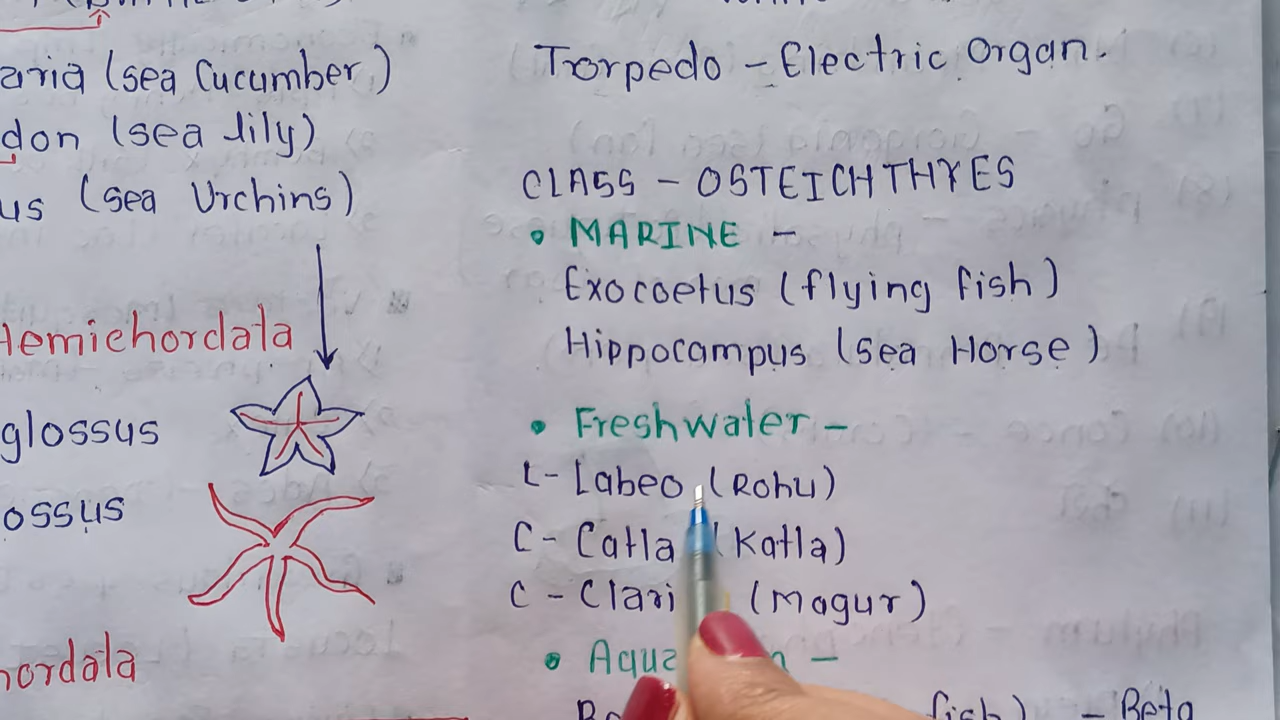 aria (sea Cucumber)
don (sea lily)
us (sea Urchins)
Hemichordata
glossus
ossus
hordata
Torpedo - Electric Organ.
CLASS - OSTEICHTHYES
• MARINE -
Exocoetus (flying fish)
Hippocampus (sea Horse)
• Freshwater -
L - Labeo (Rohu)
C - Catla (Katla)
C - Clari (Magur)
• Aqua n -
fish) - Beta